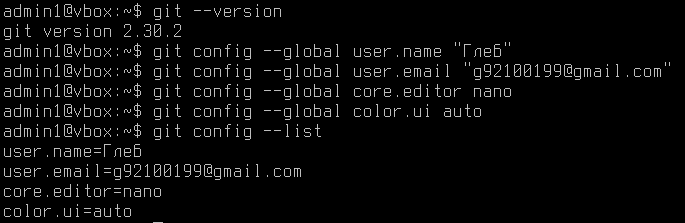 admin1@vbox:~$ git --version
git version 2.30.2
admin1@vbox:~$ git config --global user.name "Глеб"
admin1@vbox:~$ git config --global user.email "g92100199@gmail.com"
admin1@vbox:~$ git config --global core.editor nano
admin1@vbox:~$ git config --global color.ui auto
admin1@vbox:~$ git config --list
user.name=Глеб
user.email=g92100199@gmail.com
core.editor=nano
color.ui=auto